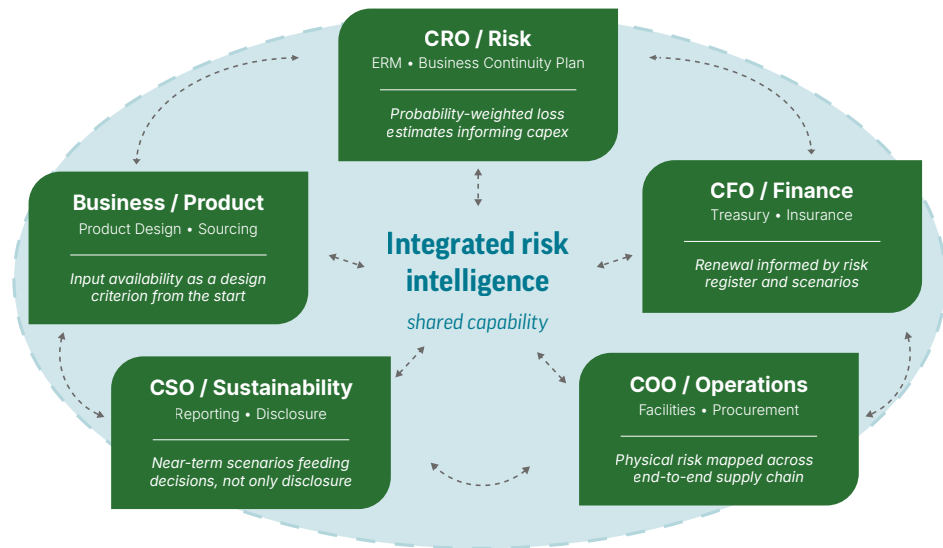 CRO / Risk
ERM • Business Continuity Plan
Probability-weighted loss
estimates informing capex
Business / Product
Product Design • Sourcing
Input availability as a design
criterion from the start
CFO / Finance
Treasury • Insurance
Renewal informed by risk
register and scenarios
Integrated risk
intelligence
shared capability
CSO / Sustainability
Reporting • Disclosure
Near-term scenarios feeding
decisions, not only disclosure
COO / Operations
Facilities • Procurement
Physical risk mapped across
end-to-end supply chain